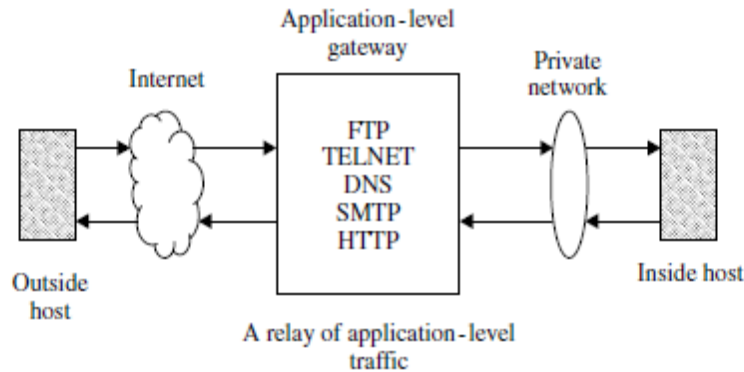 Application-level
gateway
Internet
Private
network
FTP
TELNET
DNS
SMTP
HTTP
Outside
host
Inside host
A relay of application-level
traffic